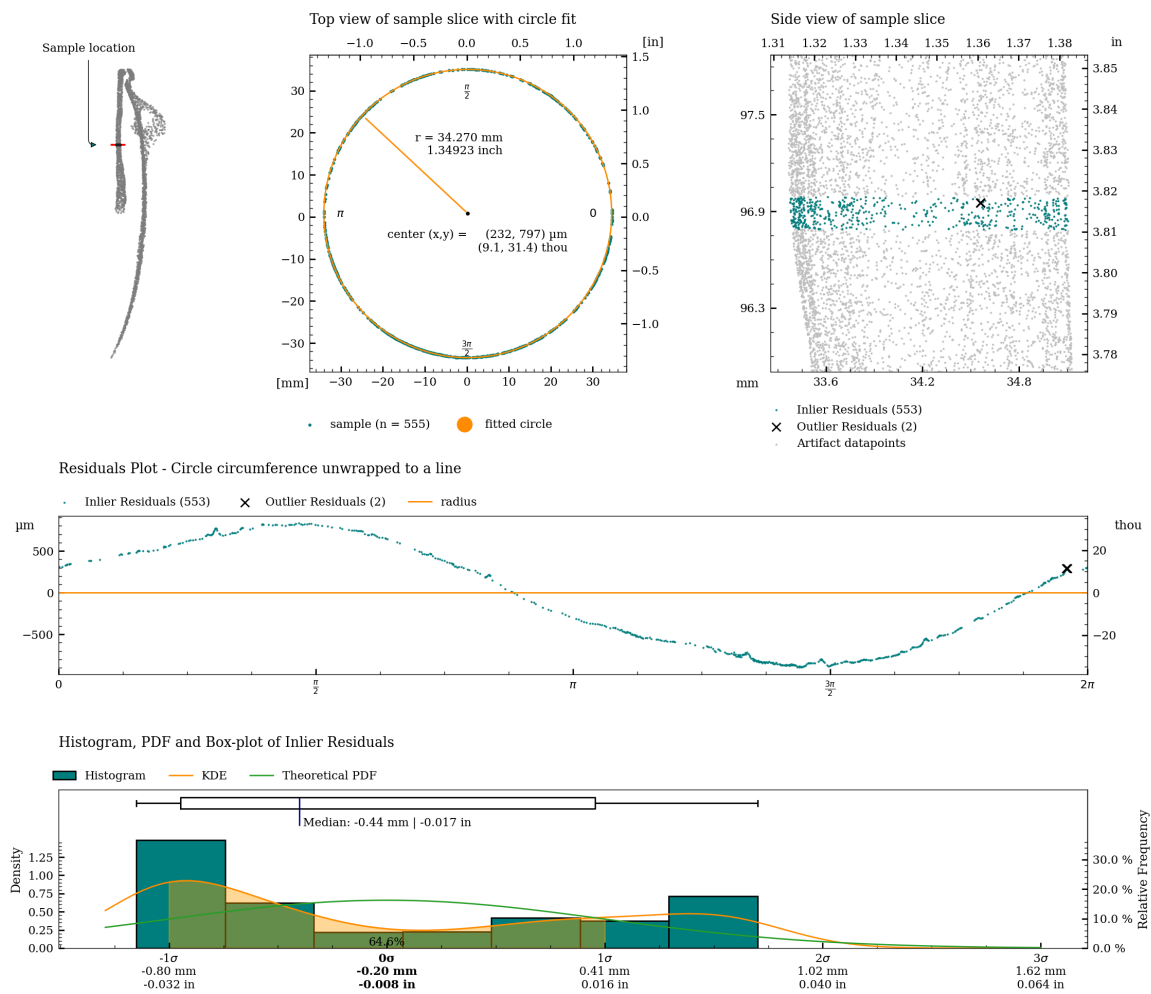 Sample location
Top view of sample slice with circle fit
−1.0 −0.5 0.0 0.5 1.0 [in]
1.5
1.0
0.5
0.0
−0.5
−1.0
30
20
10
0
−10
−20
−30
π/2
r = 34.270 mm
1.34923 inch
π
0
center (x,y) = (232, 797) µm
(9.1, 31.4) thou
3π/2
[mm] −30 −20 −10 0 10 20 30
sample (n = 555) fitted circle
Side view of sample slice
1.31 1.32 1.33 1.34 1.35 1.36 1.37 1.38 in
97.5
96.9
96.3
3.85
3.84
3.83
3.82
3.81
3.80
3.79
3.78
mm 33.6 34.2 34.8
Inlier Residuals (553)
Outlier Residuals (2)
Artifact datapoints
Residuals Plot - Circle circumference unwrapped to a line
Inlier Residuals (553) Outlier Residuals (2) radius
µm
500
0
−500
thou
20
0
−20
0 π/2 π 3π/2 2π
Histogram, PDF and Box-plot of Inlier Residuals
Histogram KDE Theoretical PDF
Median: -0.44 mm | -0.017 in
Density
1.25
1.00
0.75
0.50
0.25
0.00
64.6%
Relative Frequency
30.0 %
20.0 %
10.0 %
0.0 %
-1σ 0σ 1σ 2σ 3σ
-0.80 mm -0.20 mm 0.41 mm 1.02 mm 1.62 mm
-0.032 in -0.008 in 0.016 in 0.040 in 0.064 in